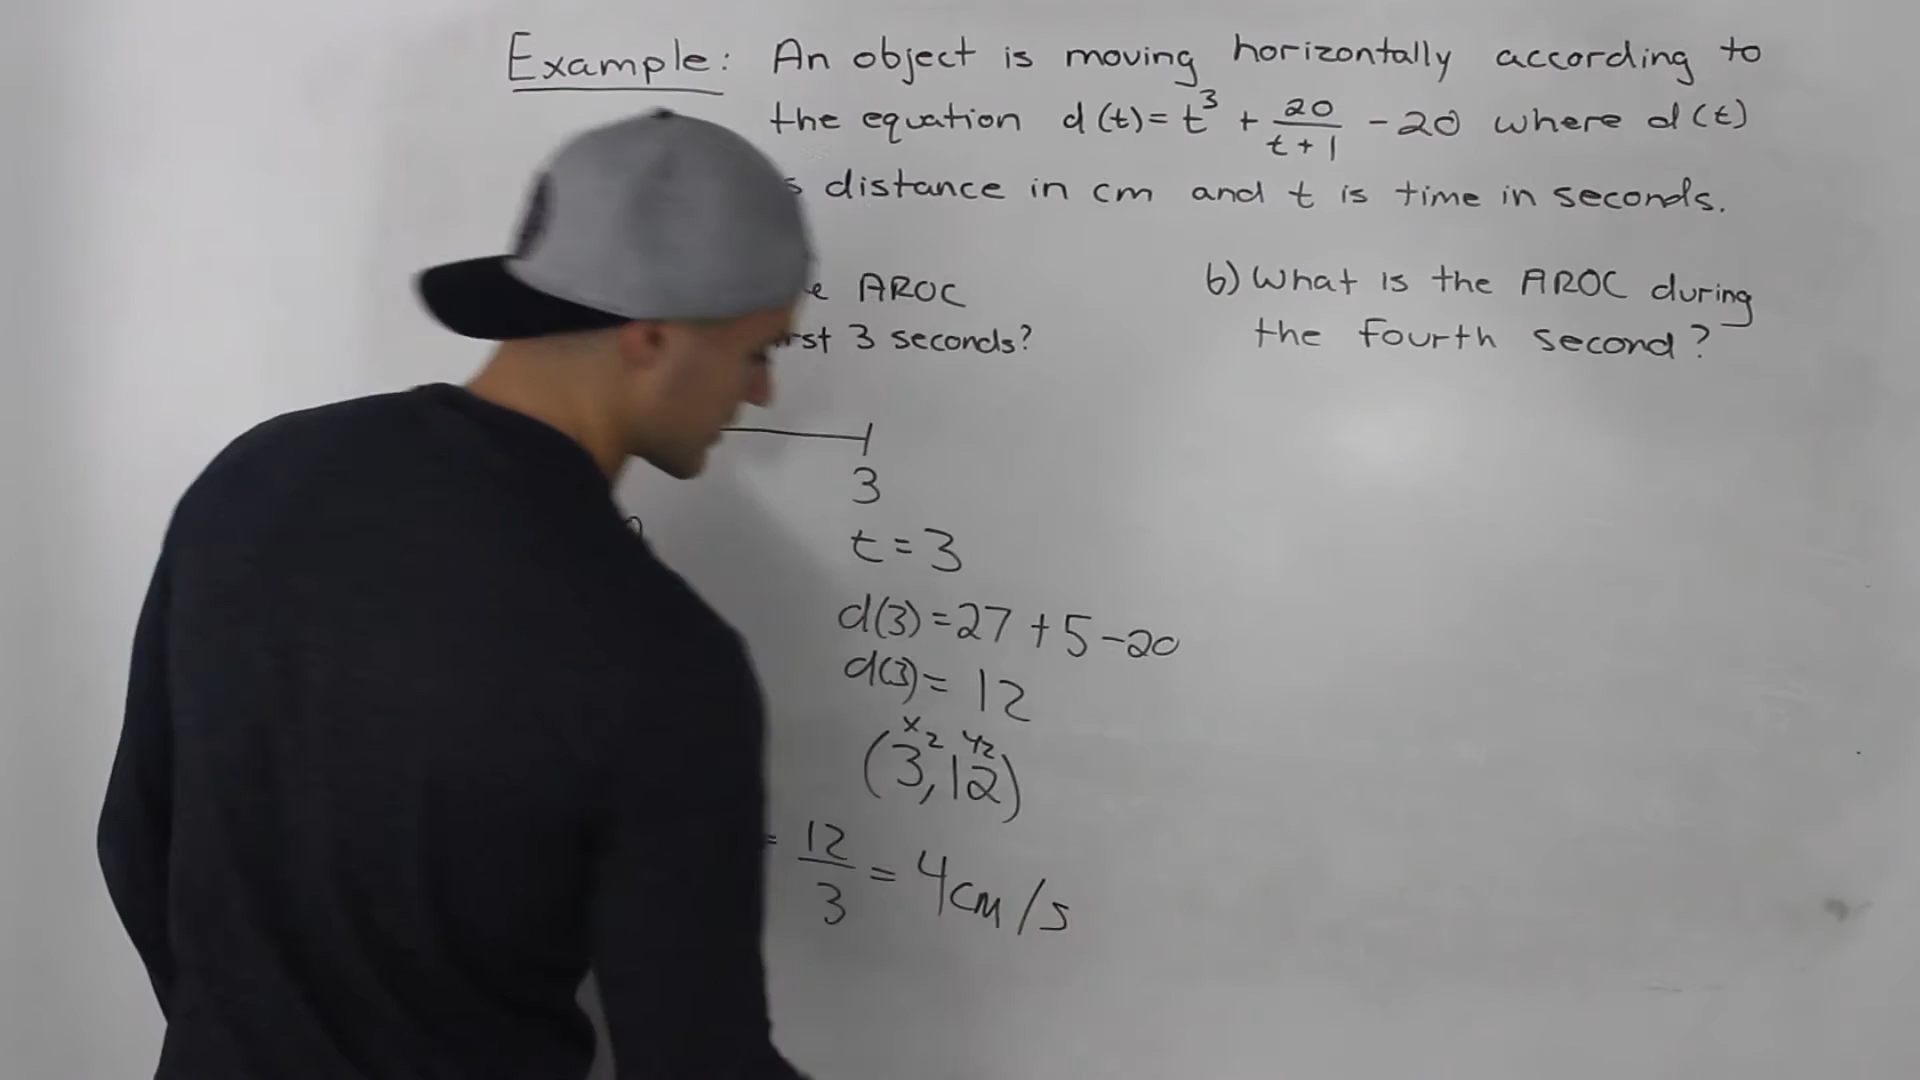 Example: An object is moving horizontally according to
the equation d(t) = t³ + 20/(t+1) - 20 where d(t)
distance in cm and t is time in seconds.
AROC
3 seconds?
b) What is the AROC during
the fourth second?
3
t = 3
d(3) = 27 + 5 - 20
d(3) = 12
x₂ y₂
(3, 12)
= 12/3 = 4cm/s